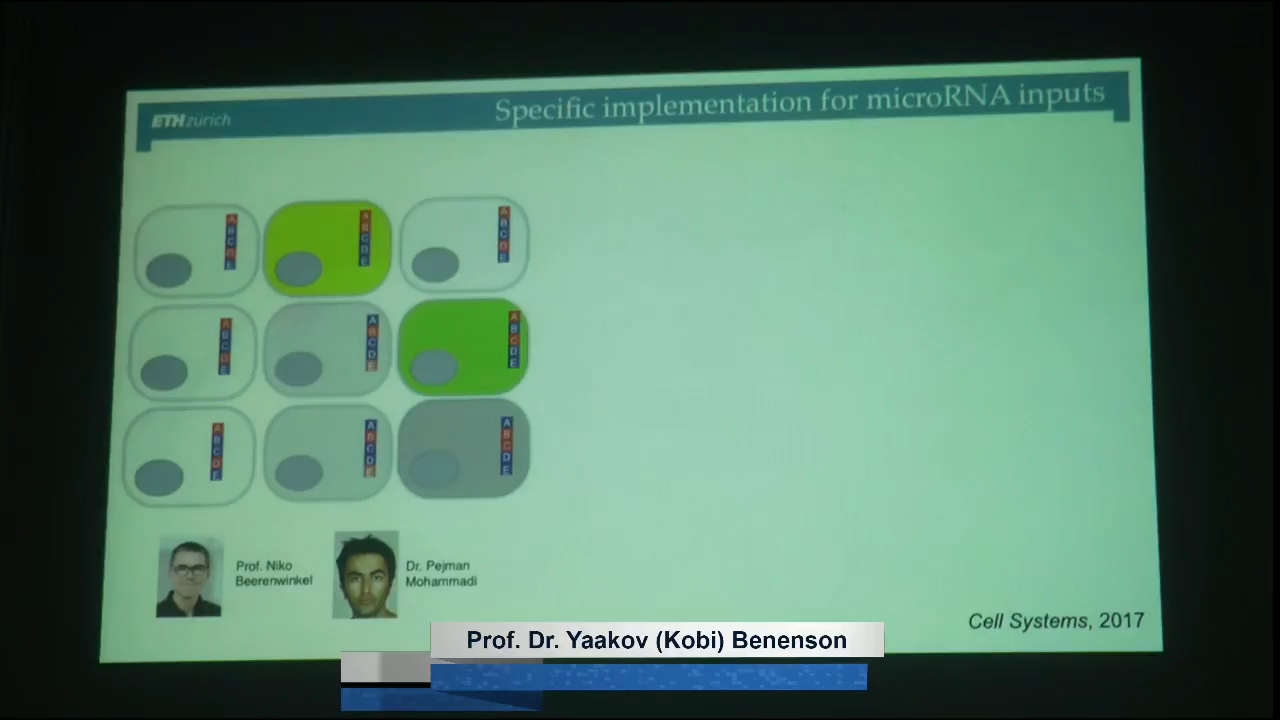 ETHzürich
Specific implementation for microRNA inputs
A
B
C
D
E
A
B
C
D
E
A
B
C
D
E
A
B
C
D
E
A
B
C
D
E
A
B
C
D
E
A
B
C
D
E
A
B
C
D
E
A
B
C
D
E
Prof. Niko
Beerenwinkel
Dr. Pejman
Mohammadi
Cell Systems, 2017
Prof. Dr. Yaakov (Kobi) Benenson